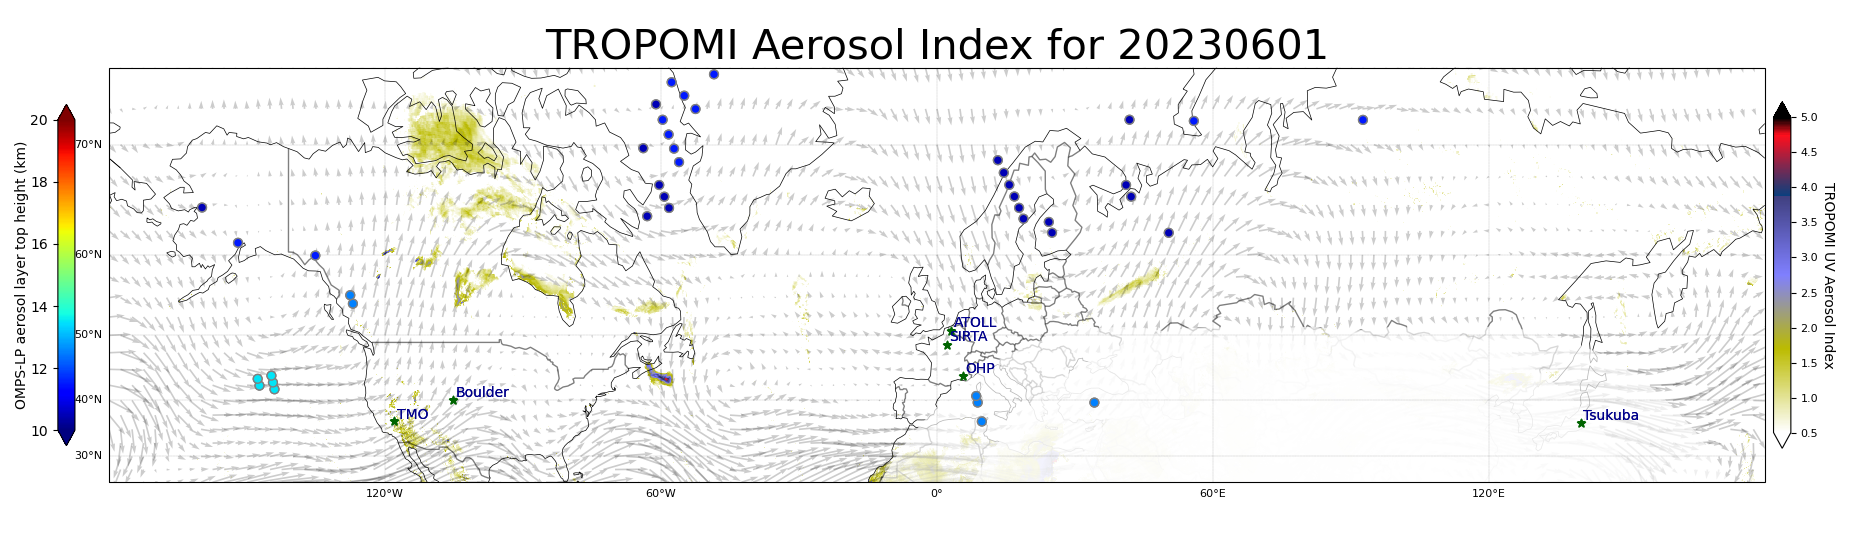 TROPOMI Aerosol Index for 20230601
OMPS-LP aerosol layer top height (km)
20
18
16
14
12
10
70°N
60°N
50°N
40°N
30°N
120°W
60°W
0°
60°E
120°E
ATOLL
SIRTA
OHP
Boulder
TMO
Tsukuba
5.0
4.5
4.0
3.5
3.0
2.5
2.0
1.5
1.0
0.5
TROPOMI UV Aerosol Index